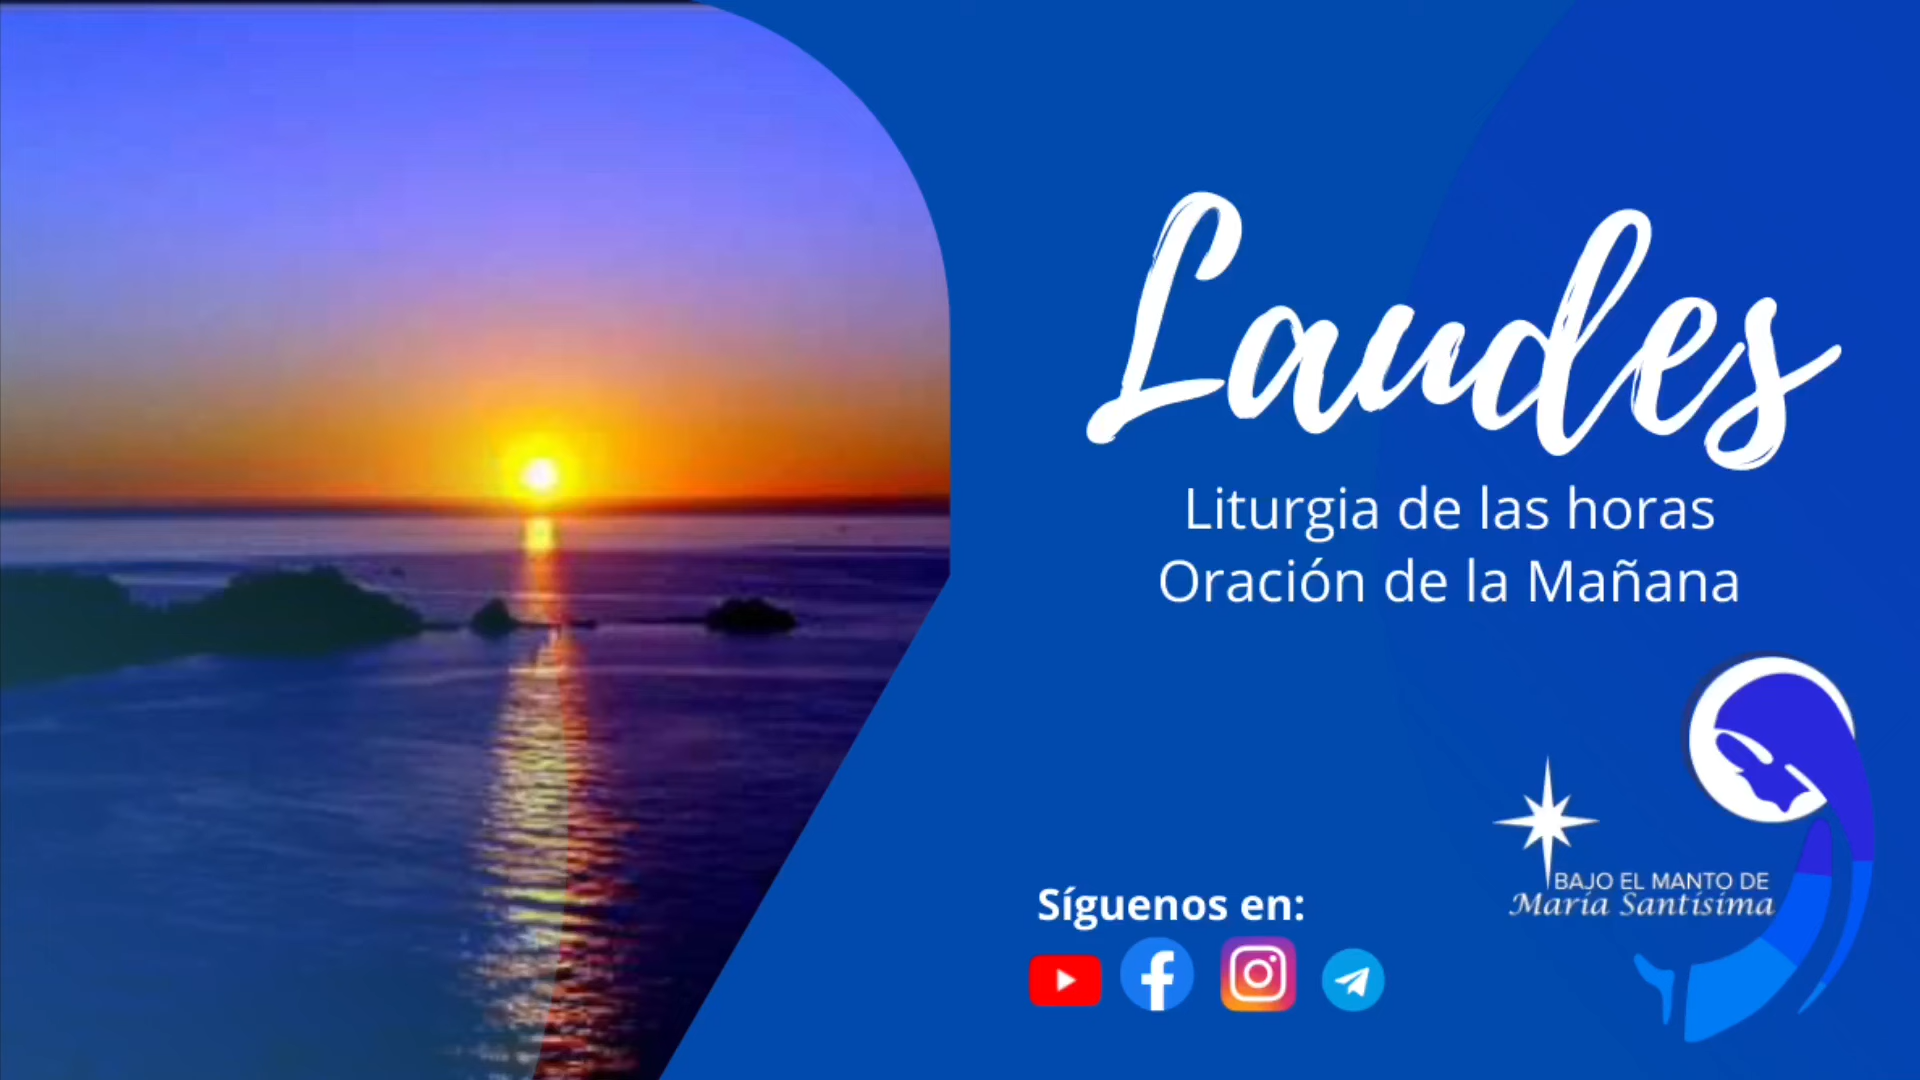 Laudes
Liturgia de las horas
Oración de la Mañana
BAJO EL MANTO DE
María Santísima
Síguenos en: